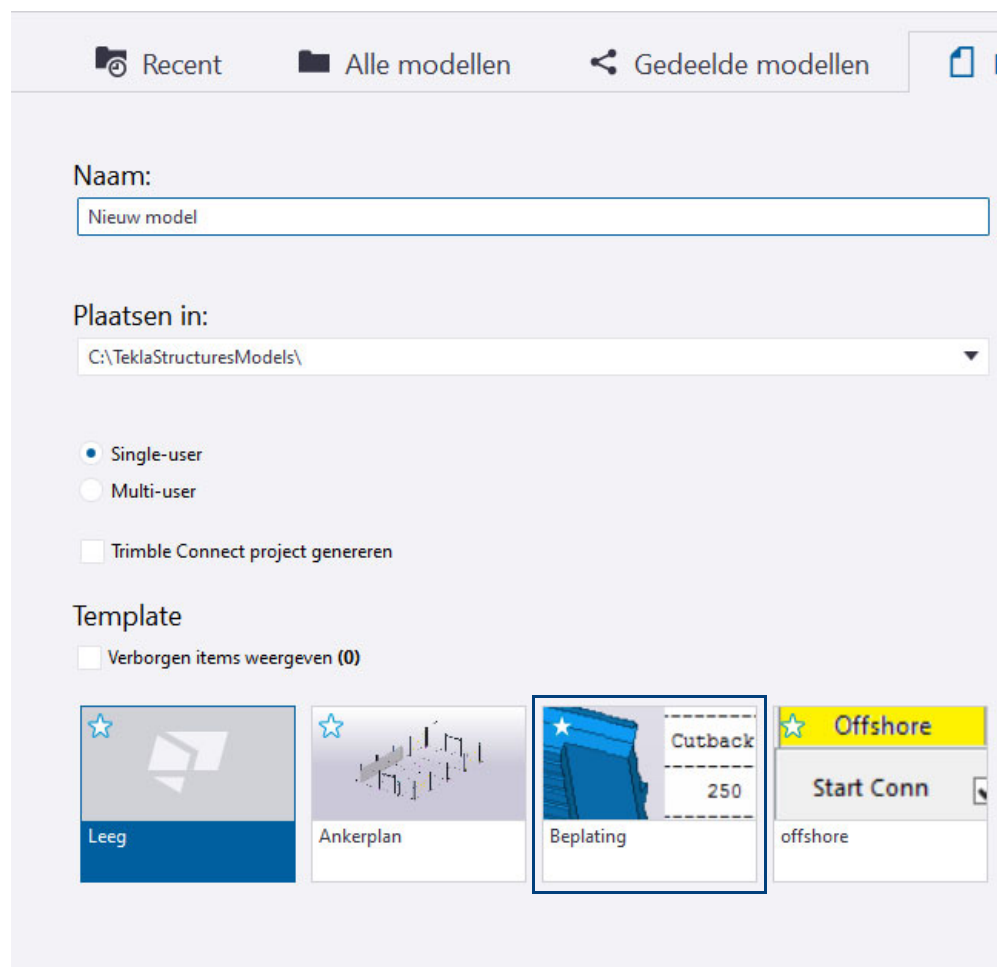 Recent Alle modellen Gedeelde modellen
Naam:
Nieuw model
Plaatsen in:
C:\TeklaStructuresModels\
Single-user
Multi-user
Trimble Connect project genereren
Template
Verborgen items weergeven (0)
Cutback
250
Offshore
Start Conn
Leeg Ankerplan Beplating offshore